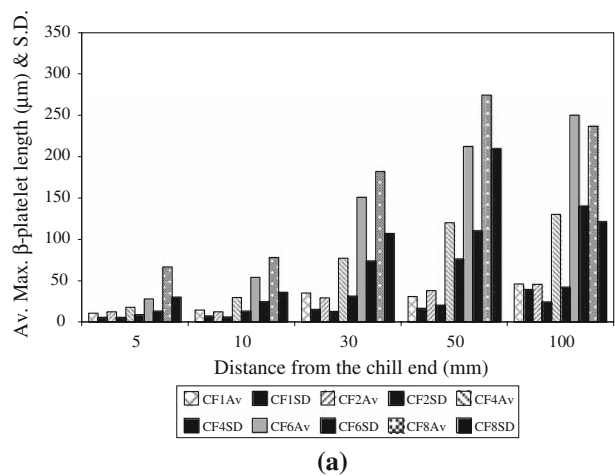 350
300
250
200
150
100
50
0
Av. Max. β-platelet length (μm) & S.D.
5 10 30 50 100
Distance from the chill end (mm)
CF1Av CF1SD CF2Av CF2SD CF4Av
CF4SD CF6Av CF6SD CF8Av CF8SD
(a)